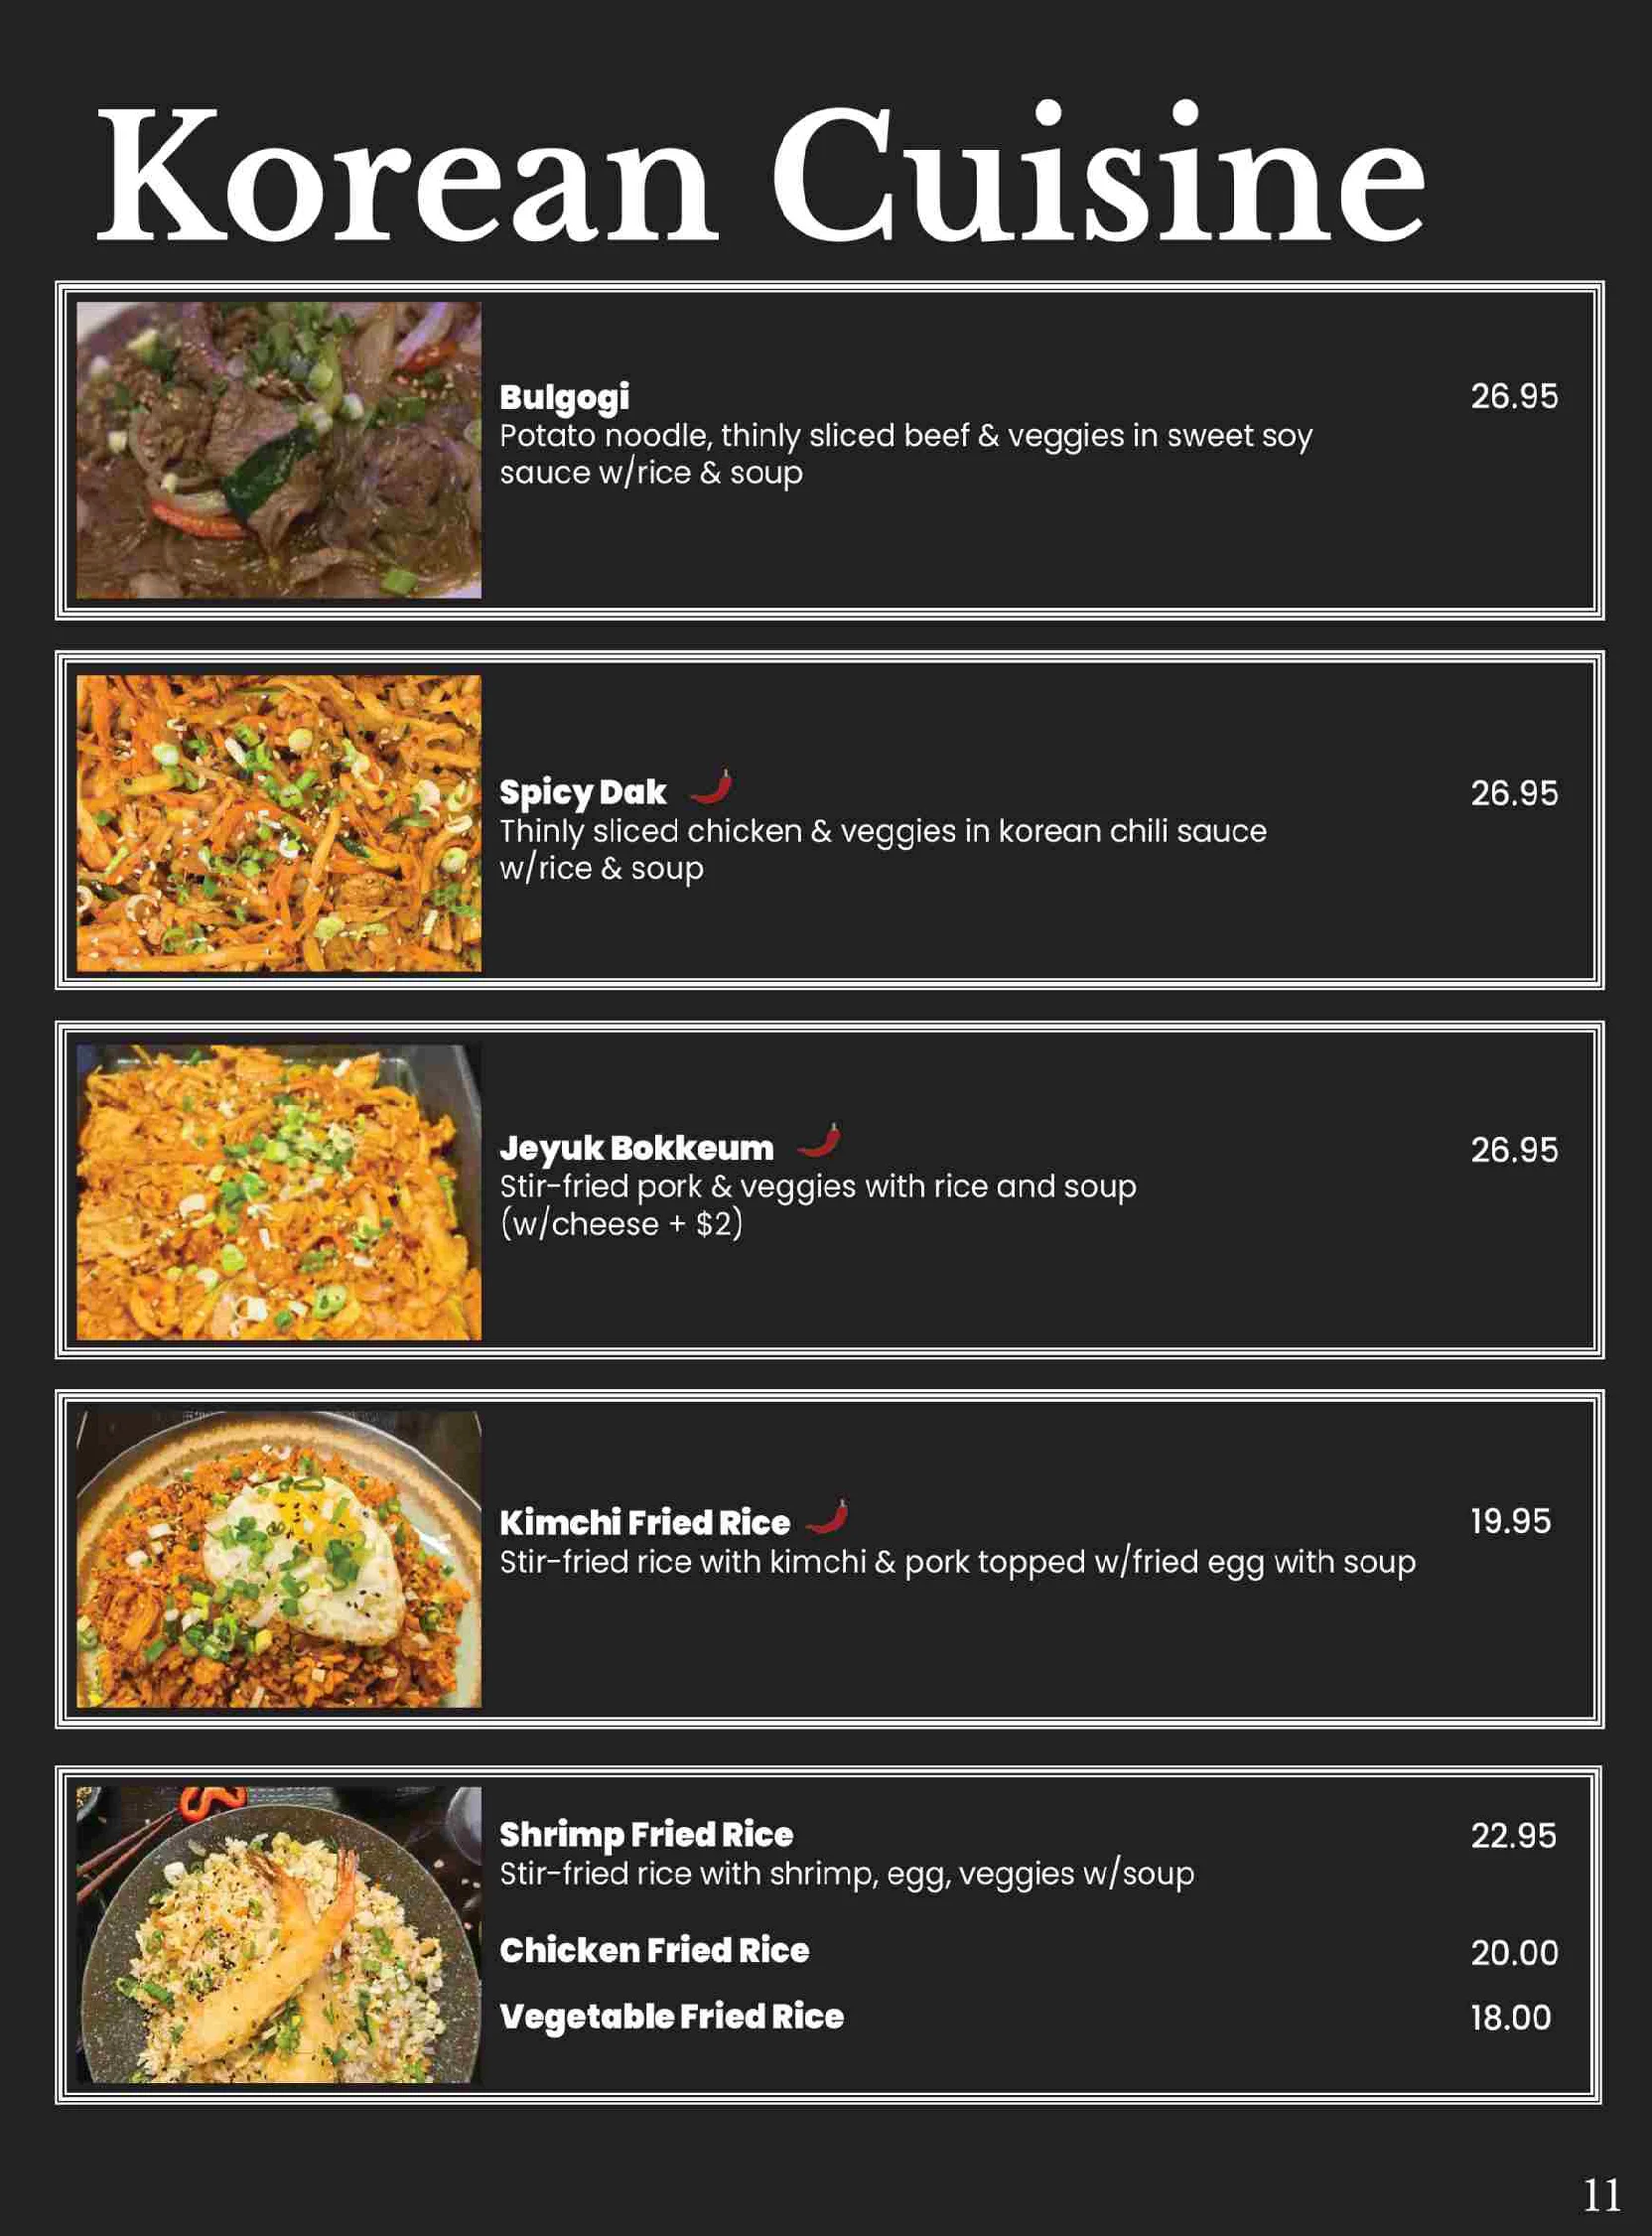 Korean Cuisine
Bulgogi 26.95
Potato noodle, thinly sliced beef & veggies in sweet soy
sauce w/rice & soup
Spicy Dak 26.95
Thinly sliced chicken & veggies in korean chili sauce
w/rice & soup
Jeyuk Bokkeum 26.95
Stir-fried pork & veggies with rice and soup
(w/cheese + $2)
Kimchi Fried Rice 19.95
Stir-fried rice with kimchi & pork topped w/fried egg with soup
Shrimp Fried Rice 22.95
Stir-fried rice with shrimp, egg, veggies w/soup
Chicken Fried Rice 20.00
Vegetable Fried Rice 18.00
11